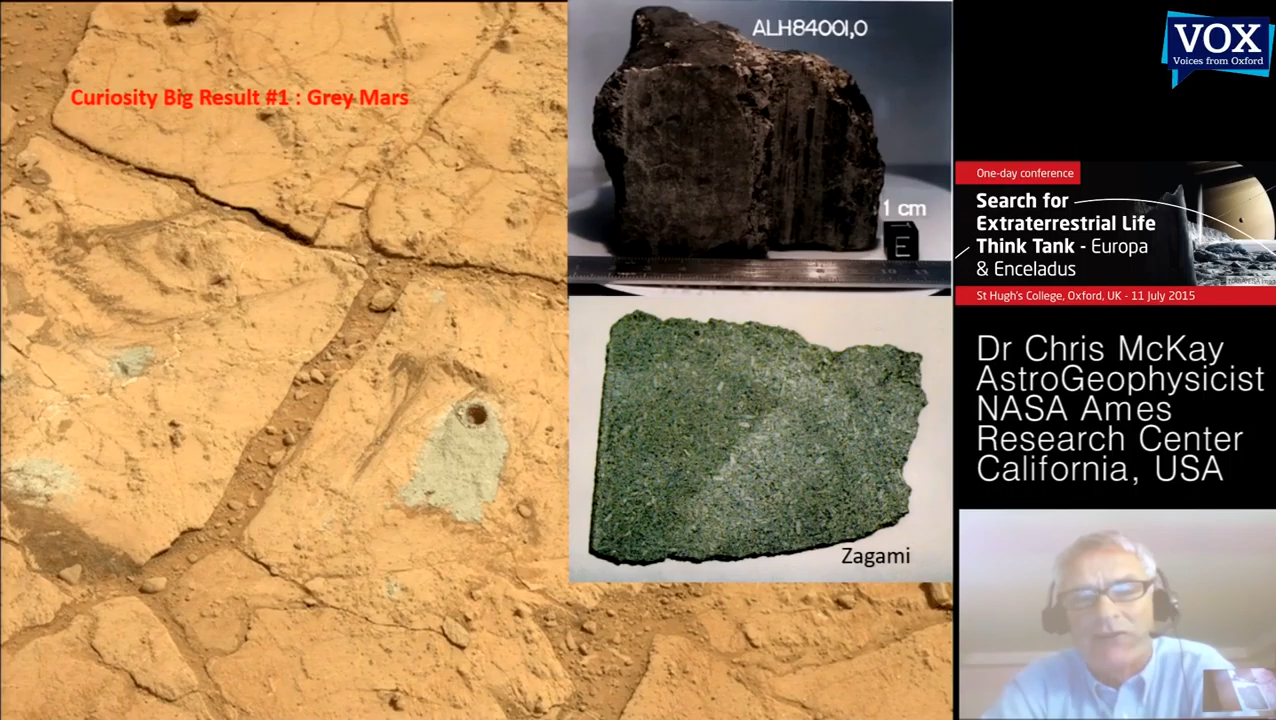 Curiosity Big Result #1 : Grey Mars
ALH84001,0
1 cm
E
Zagami
VOX
Voices from Oxford
One-day conference
Search for
Extraterrestrial Life
Think Tank - Europa
& Enceladus
St Hugh's College, Oxford, UK - 11 July 2015
Dr Chris McKay
AstroGeophysicist
NASA Ames
Research Center
California, USA